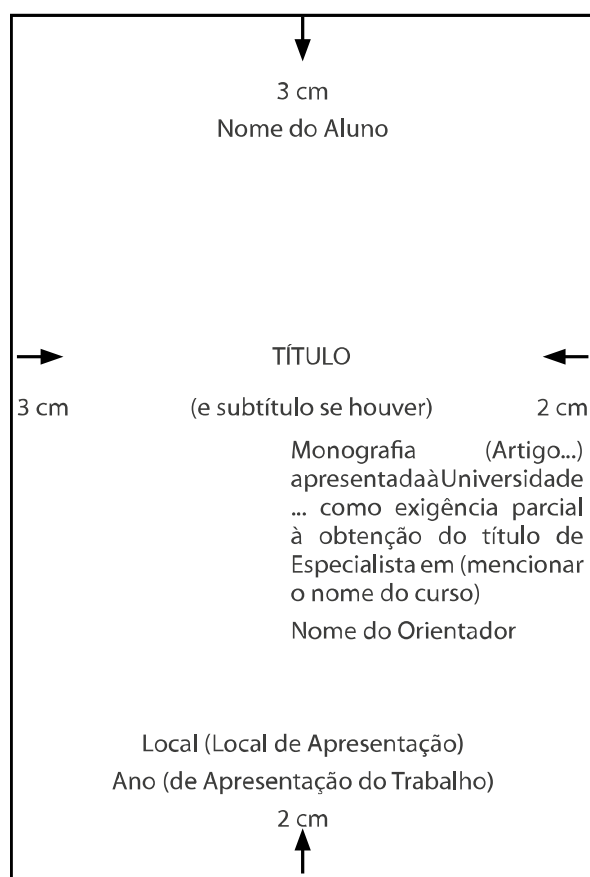 3 cm
Nome do Aluno
TÍTULO
3 cm (e subtítulo se houver) 2 cm
Monografia (Artigo...)
apresentadaàUniversidade
... como exigência parcial
à obtenção do título de
Especialista em (mencionar
o nome do curso)
Nome do Orientador
Local (Local de Apresentação)
Ano (de Apresentação do Trabalho)
2 cm